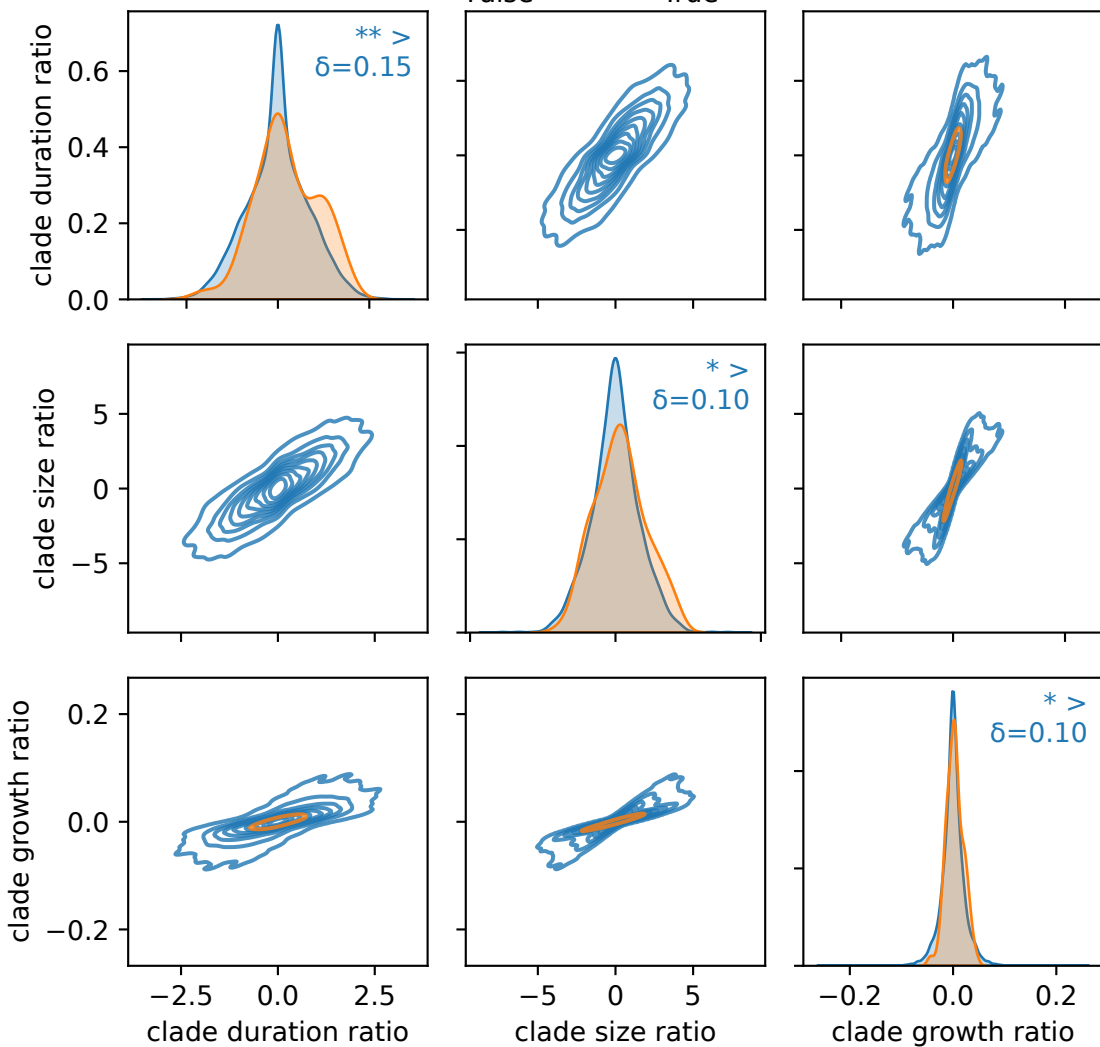 clade duration ratio
0.6
0.4
0.2
0.0
** >
δ=0.15
clade size ratio
5
0
−5
* >
δ=0.10
clade growth ratio
0.2
0.0
−0.2
* >
δ=0.10
−2.5 0.0 2.5
−5 0 5
−0.2 0.0 0.2
clade duration ratio
clade size ratio
clade growth ratio